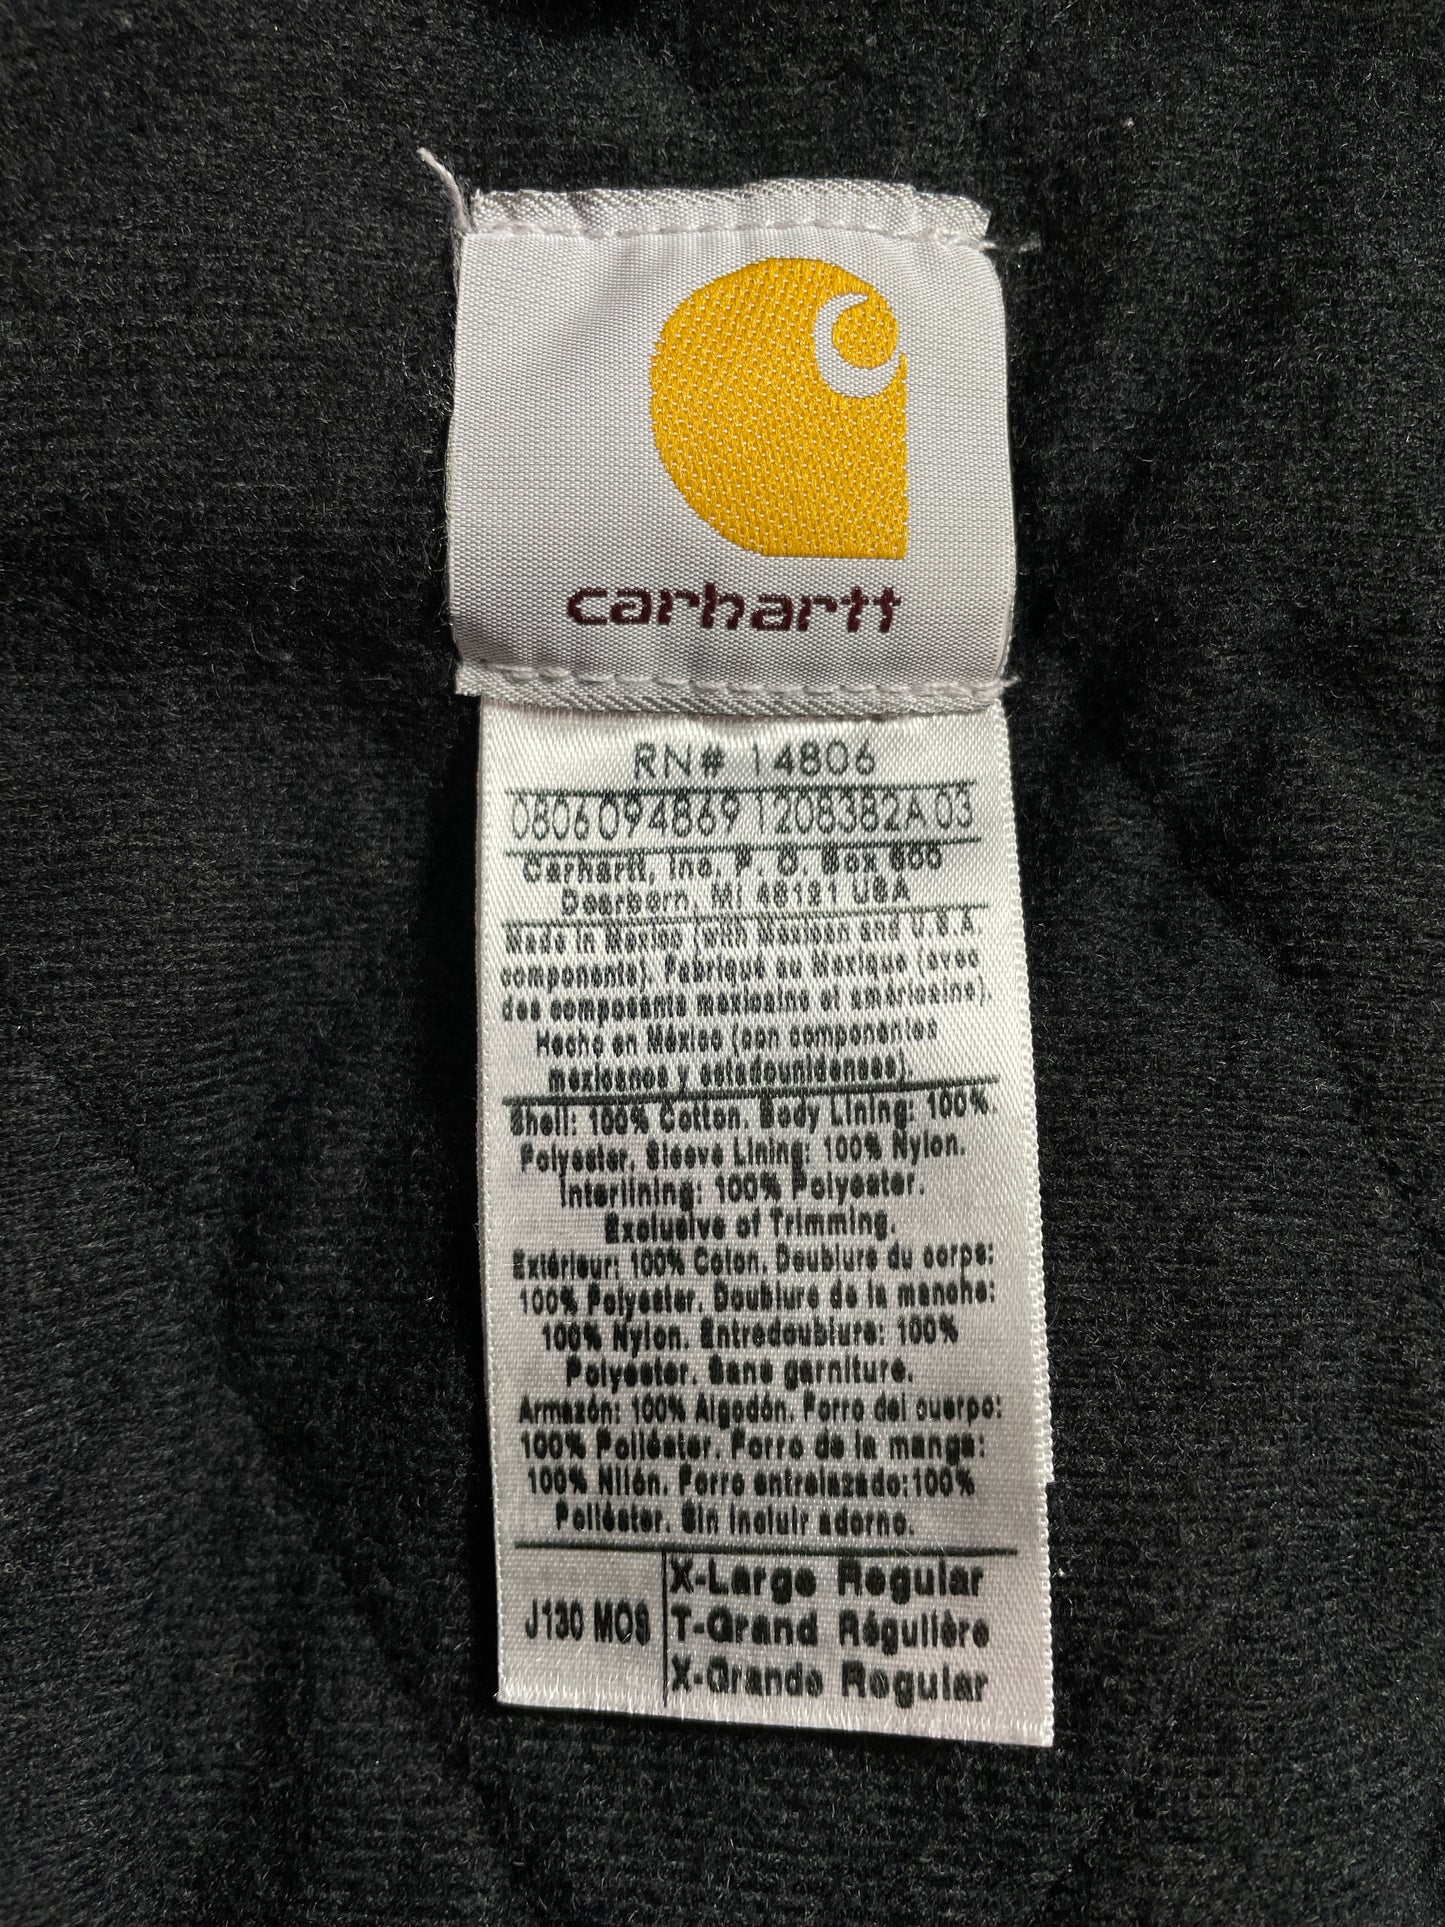 carhartt
RN# 14806
0806094869 1208382A03
Carhartt, Inc. P. O. Box 600
Dearborn, MI 48121 USA
Made in Mexico (with Mexican and U.S.A
components). Fabriqué au Mexique (avec
des composants mexicains et américains).
Hecho en México (con componentes
mexicanos y estadounidenses).
Shell: 100% Cotton. Body Lining: 100%
Polyester. Sleeve Lining: 100% Nylon.
Interlining: 100% Polyester.
Exclusive of Trimming.
Extérieur: 100% Coton. Doublure du corps:
100% Polyester. Doublure de la manche:
100% Nylon. Entredoublure: 100%
Polyester. Sans garniture.
Armazón: 100% Algodón. Forro del cuerpo:
100% Poliéster. Forro de la manga:
100% Nilón. Forro entrelazado:100%
Poliéster. Sin incluir adorno.
J130 MOS
X-Large Regular
T-Grand Régulière
X-Grande Regular